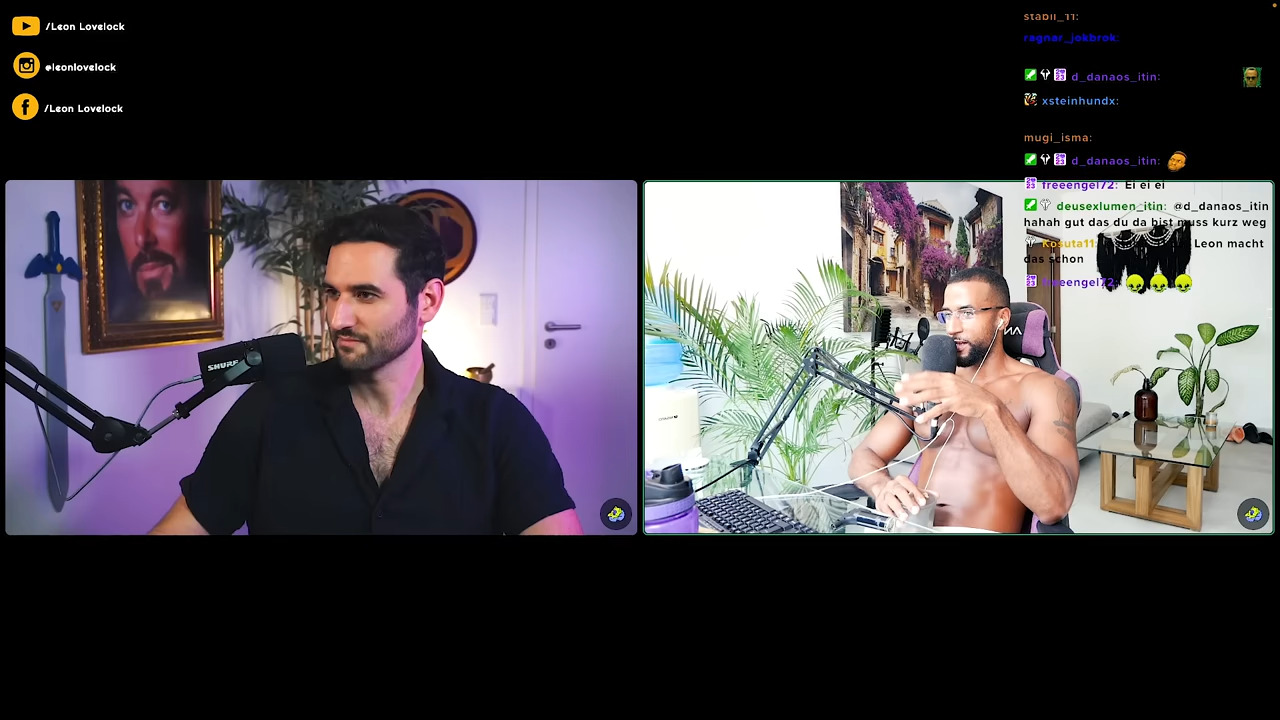 /Leon Lovelock
@leonlovelock
/Leon Lovelock
stabil_11:
ragnar_jokbrok:
d_danaos_itin:
xsteinhundx:
mugi_isma:
d_danaos_itin:
freeengel72: Ei ei ei
deusexlumen_itin: @d_danaos_itin
hahah gut das du da bist muss kurz weg
Kosuta11: Leon macht
das schon
freeengel72:
SHURE